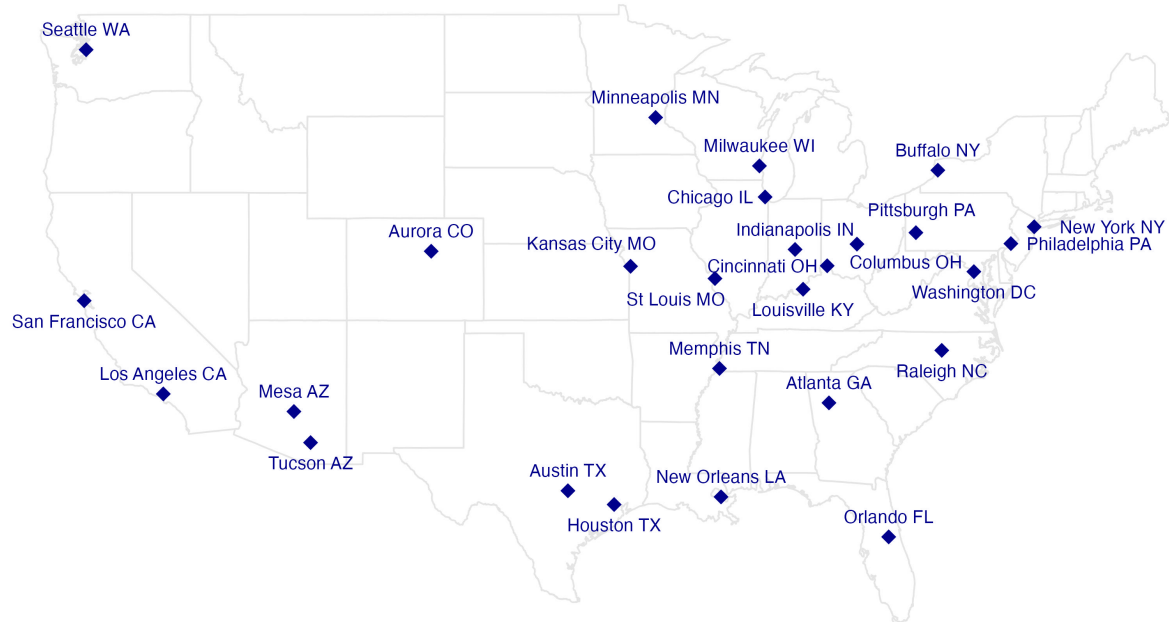 Seattle WA
Minneapolis MN
Milwaukee WI
Buffalo NY
Chicago IL
Pittsburgh PA
New York NY
Aurora CO
Kansas City MO
Indianapolis IN
Philadelphia PA
Cincinnati OH
Columbus OH
St Louis MO
Washington DC
Louisville KY
San Francisco CA
Memphis TN
Los Angeles CA
Mesa AZ
Atlanta GA
Raleigh NC
Tucson AZ
Austin TX
New Orleans LA
Houston TX
Orlando FL